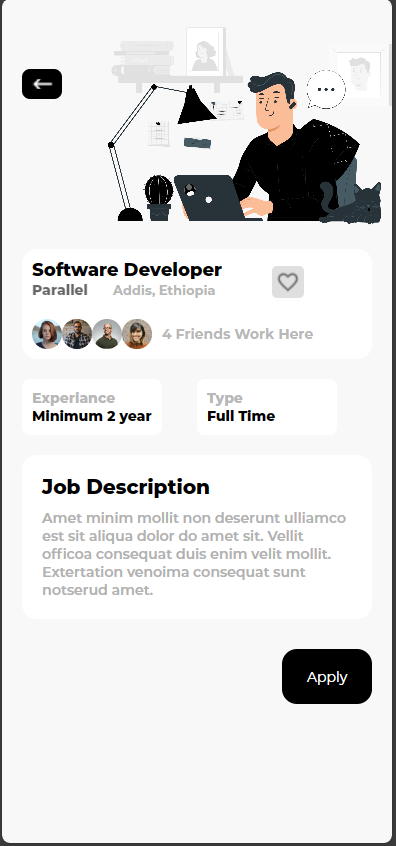 Software Developer
Parallel Addis, Ethiopia
4 Friends Work Here
Experiance Type
Minimum 2 year Full Time
Job Description
Amet minim mollit non deserunt ulliamco
est sit aliqua dolor do amet sit. Vellit
officoa consequat duis enim velit mollit.
Extertation venoima consequat sunt
notserud amet.
Apply